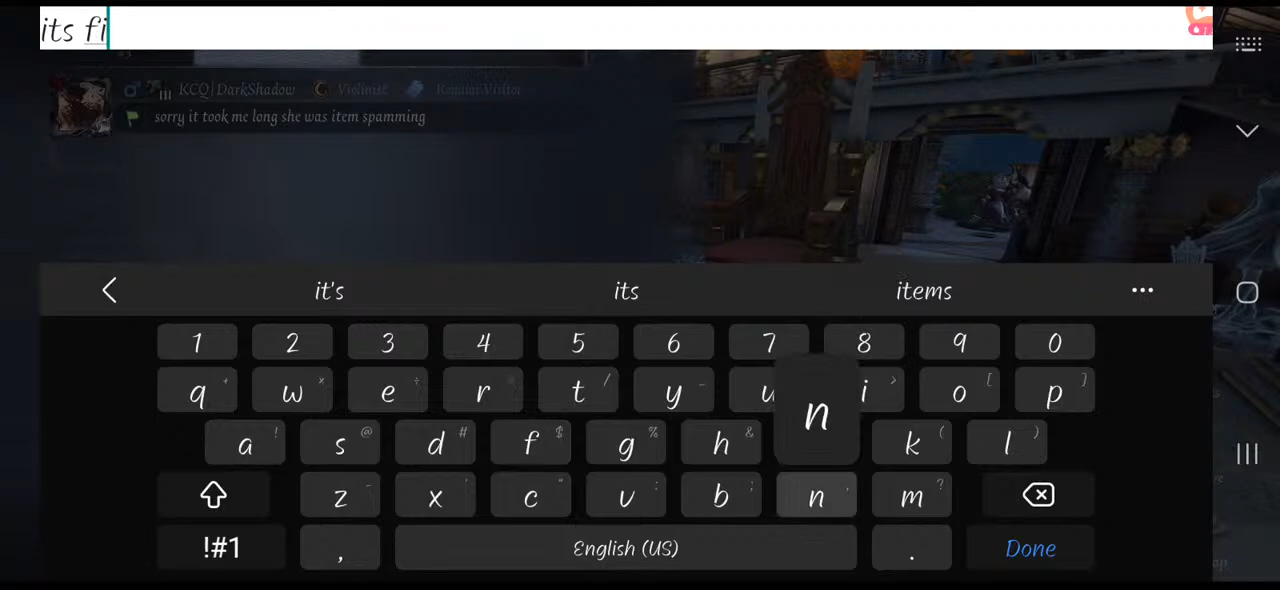 its fi
KCQ|DarkShadow Violinist
sorry it took me long she was item spamming
it's its items •••
1 2 3 4 5 6 7 8 9 0
q + w × e ÷ r t / y _ u i > o [ p ]
n
a ! s @ d # f $ g % h & k ( l )
z - x ' c " v : b ; n , m ?
!#1 , English (US) . Done